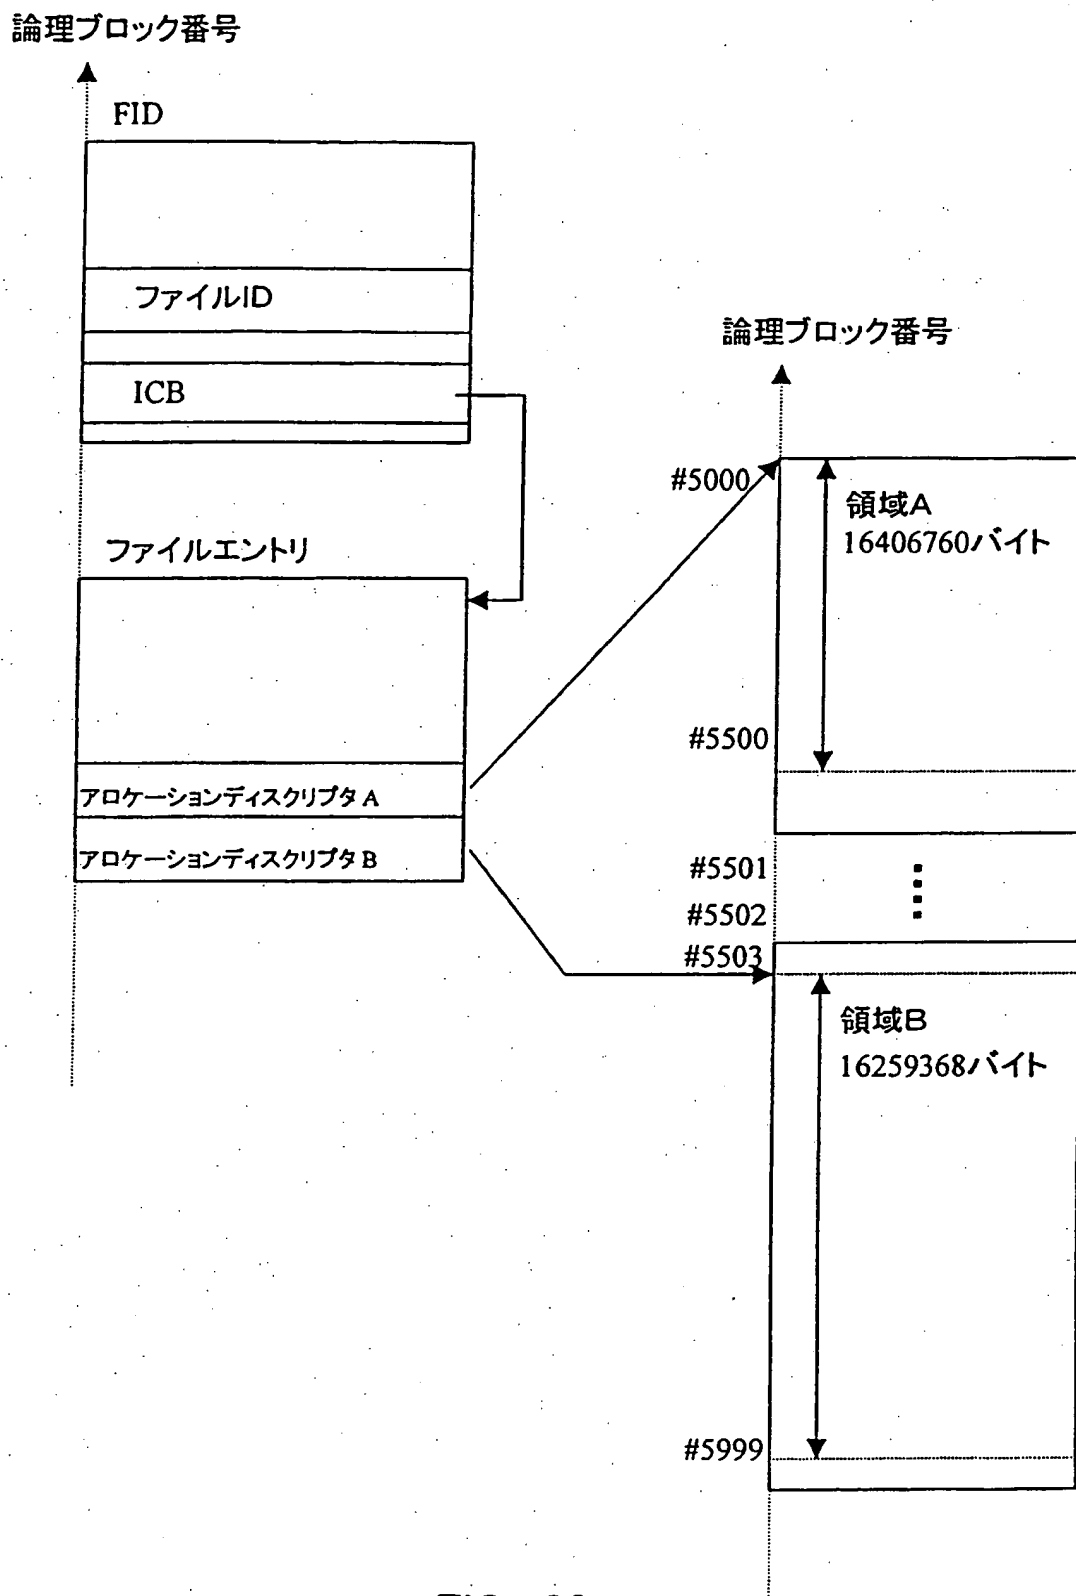 論理ブロック番号
FID
ファイルID
ICB
ファイルエントリ
アロケーションディスクリプタ A
アロケーションディスクリプタ B
論理ブロック番号
#5000
領域A
16406760バイト
#5500
#5501
#5502
#5503
領域B
16259368バイト
#5999